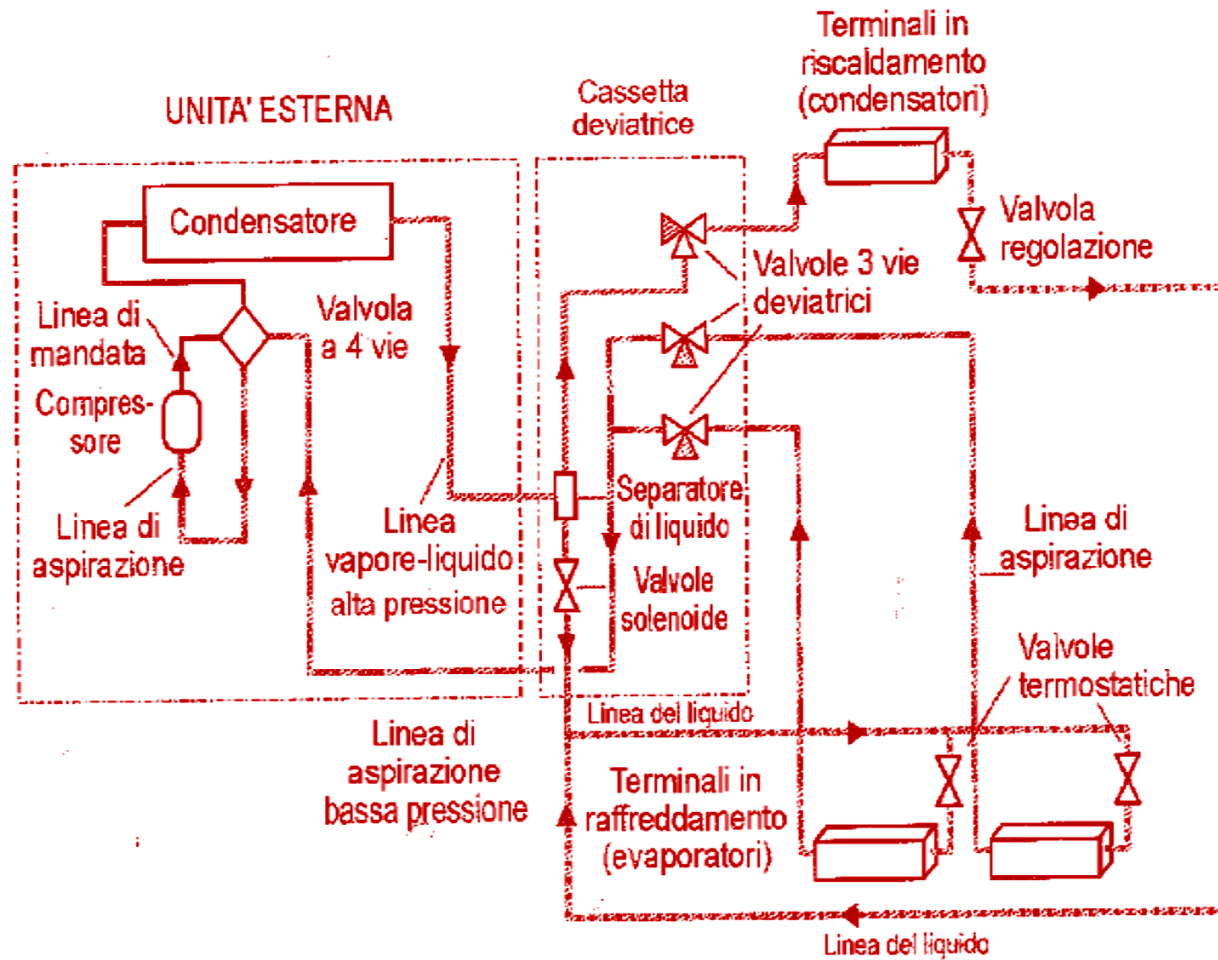 Terminali in
riscaldamento
(condensatori)
UNITA' ESTERNA
Cassetta
deviatrice
Condensatore
Valvola
regolazione
Valvole 3 vie
deviatrici
Linea di
mandata
Valvola
a 4 vie
Compres-
sore
Separatore
di liquido
Linea di
aspirazione
Linea
vapore-liquido
alta pressione
Linea di
aspirazione
Valvole
solenoide
Valvole
termostatiche
Linea del liquido
Linea di
aspirazione
bassa pressione
Terminali in
raffreddamento
(evaporatori)
Linea del liquido